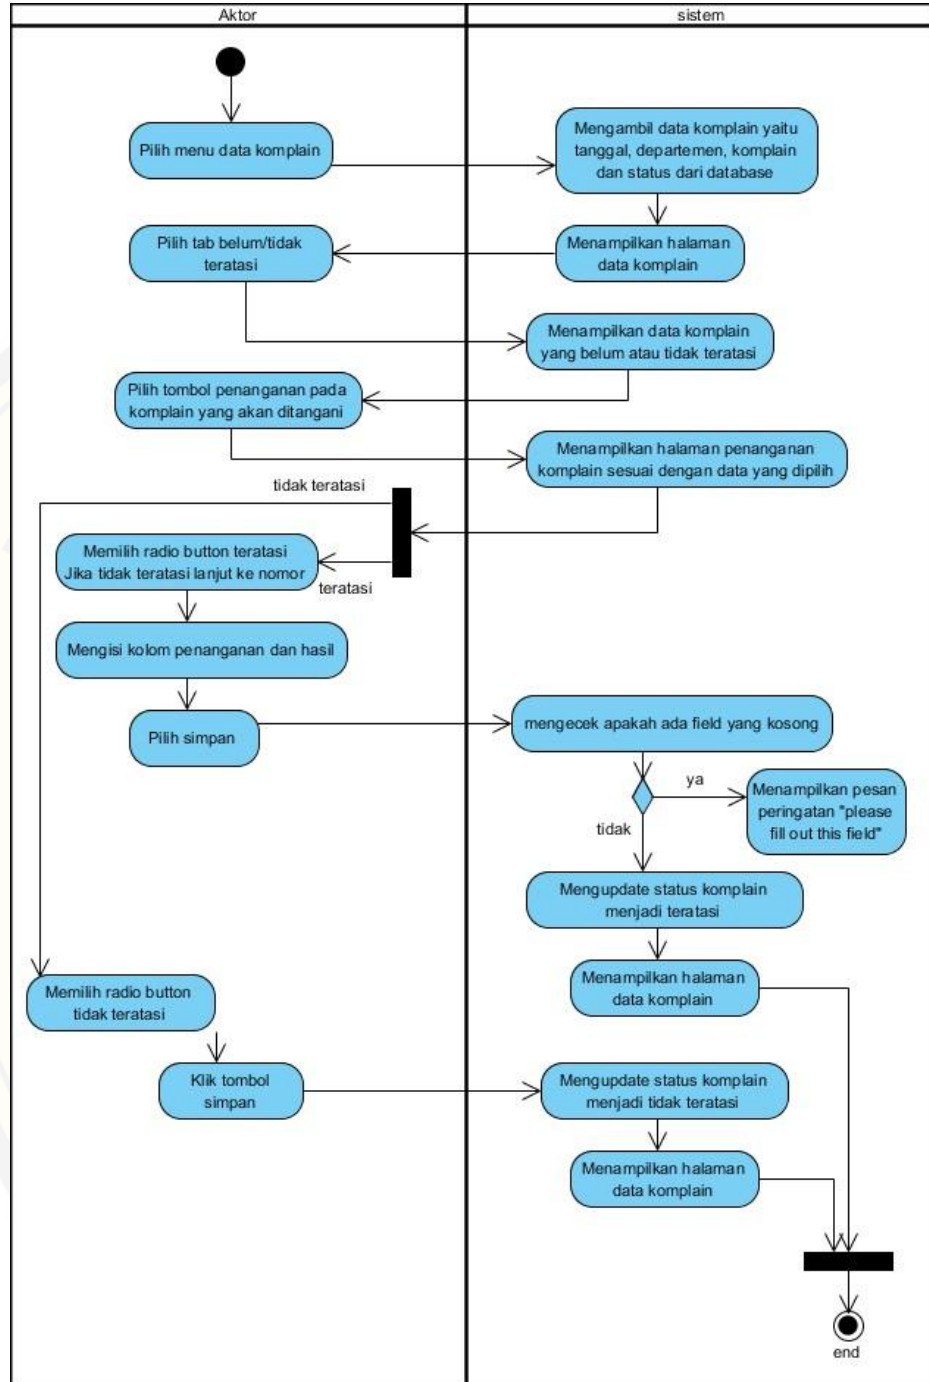 Aktor
sistem
Pilih menu data komplain
Mengambil data komplain yaitu
tanggal, departemen, komplain
dan status dari database
Pilih tab belum/tidak
teratasi
Menampilkan halaman
data komplain
Menampilkan data komplain
yang belum atau tidak teratasi
Pilih tombol penanganan pada
komplain yang akan ditangani
Menampilkan halaman penanganan
komplain sesuai dengan data yang dipilih
tidak teratasi
Memilih radio button teratasi
Jika tidak teratasi lanjut ke nomor
teratasi
Mengisi kolom penanganan dan hasil
Pilih simpan
mengecek apakah ada field yang kosong
ya
Menampilkan pesan
peringatan "please
fill out this field"
tidak
Mengupdate status komplain
menjadi teratasi
Menampilkan halaman
data komplain
Memilih radio button
tidak teratasi
Klik tombol
simpan
Mengupdate status komplain
menjadi tidak teratasi
Menampilkan halaman
data komplain
end